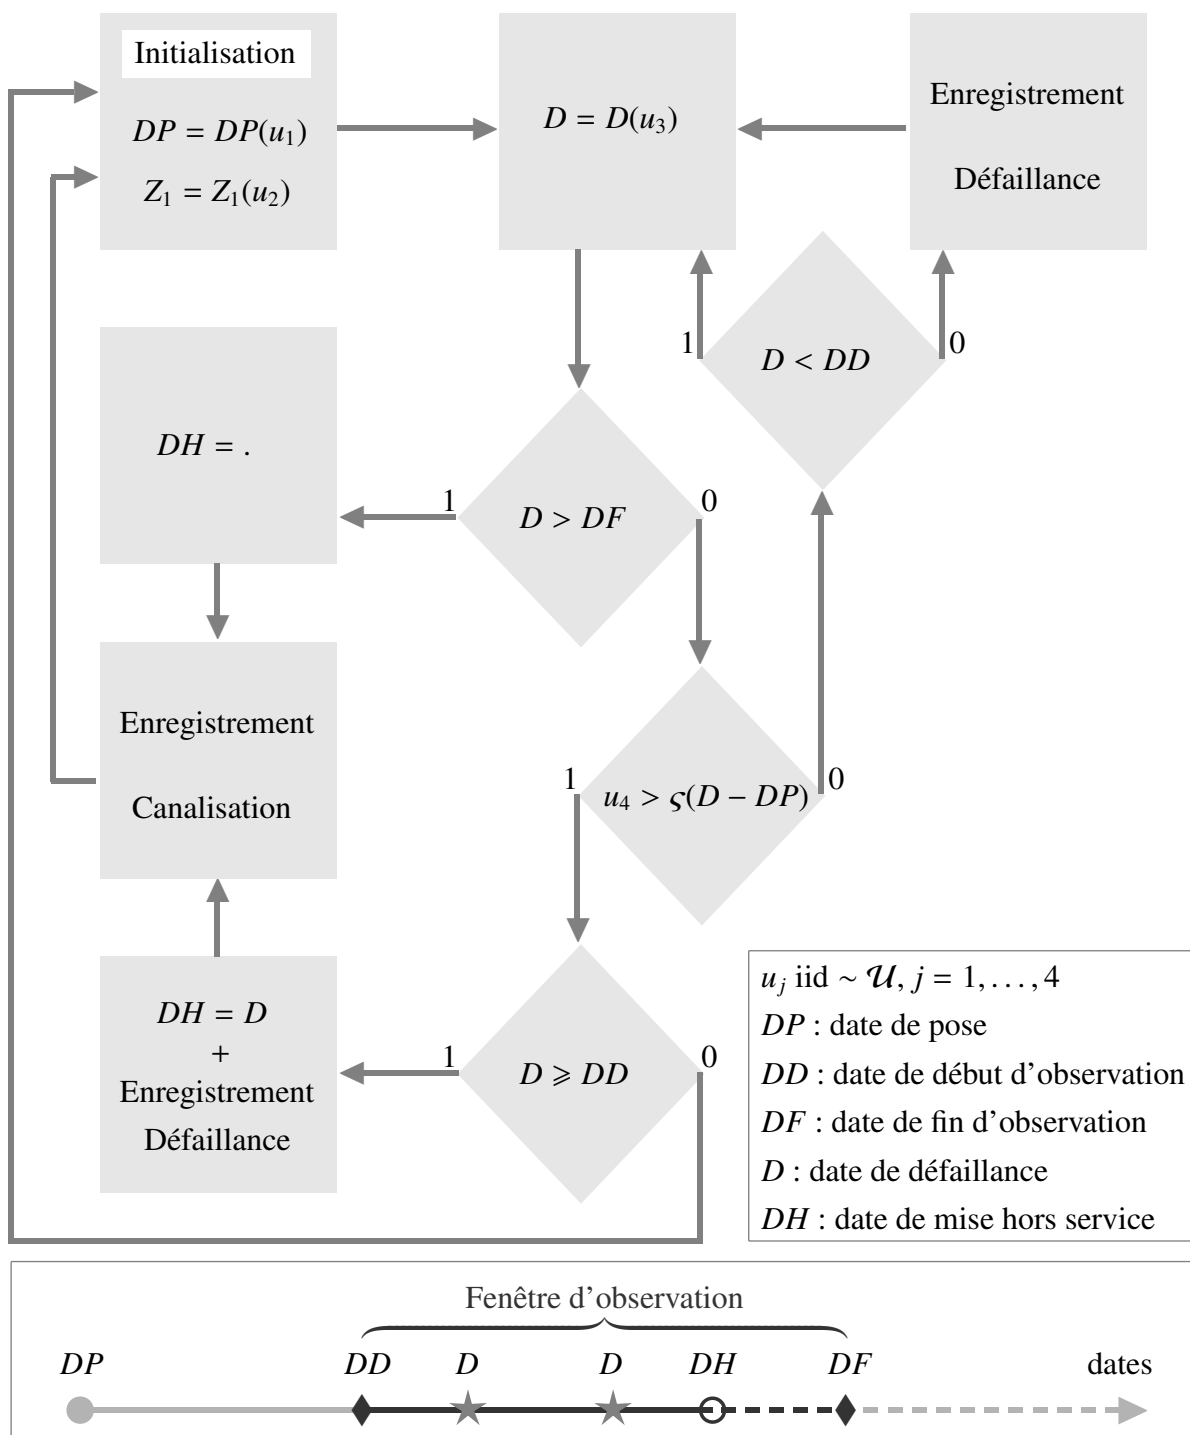 Initialisation
DP = DP(u₁)
Z₁ = Z₁(u₂)
D = D(u₃)
Enregistrement
Défaillance
1
D < DD
0
DH = .
1
D > DF
0
Enregistrement
Canalisation
1
u₄ > ς(D − DP)
0
DH = D
+
Enregistrement
Défaillance
1
D ⩾ DD
0
u_j iid ∼ 𝒰, j = 1, . . . , 4
DP : date de pose
DD : date de début d'observation
DF : date de fin d'observation
D : date de défaillance
DH : date de mise hors service
Fenêtre d'observation
DP DD D D DH DF dates